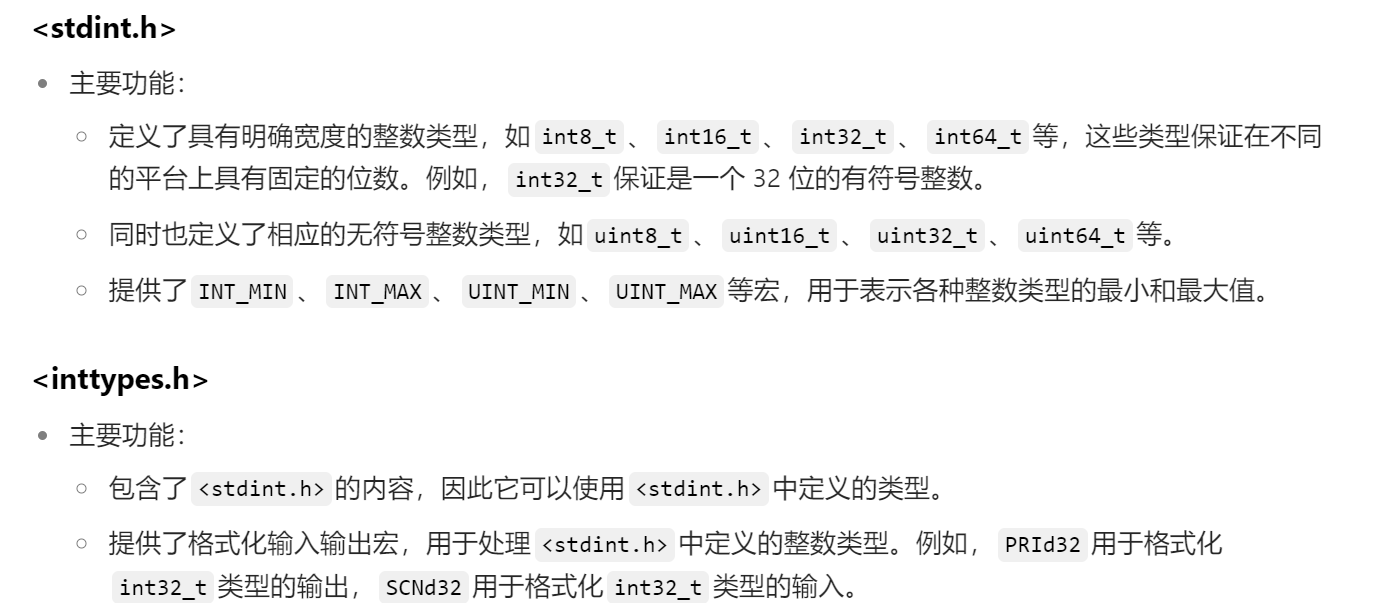 <stdint.h>
主要功能：
定义了具有明确宽度的整数类型，如 int8_t 、 int16_t 、 int32_t 、 int64_t 等，这些类型保证在不同
的平台上具有固定的位数。例如， int32_t 保证是一个 32 位的有符号整数。
同时也定义了相应的无符号整数类型，如 uint8_t 、 uint16_t 、 uint32_t 、 uint64_t 等。
提供了 INT_MIN 、 INT_MAX 、 UINT_MIN 、 UINT_MAX 等宏，用于表示各种整数类型的最小和最大值。
<inttypes.h>
主要功能：
包含了 <stdint.h> 的内容，因此它可以使用 <stdint.h> 中定义的类型。
提供了格式化输入输出宏，用于处理 <stdint.h> 中定义的整数类型。例如， PRId32 用于格式化
int32_t 类型的输出， SCNd32 用于格式化 int32_t 类型的输入。